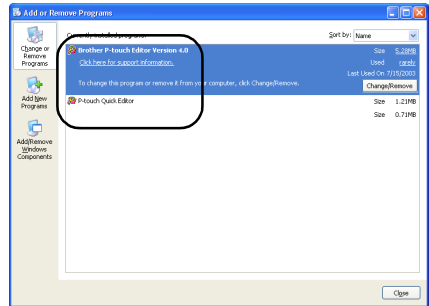 Add or Remove Programs
Change or
Remove
Programs
Add New
Programs
Add/Remove
Windows
Components
Currently installed programs:
Sort by: Name
Brother P-touch Editor Version 4.0
Size 5.28MB
Click here for support information.
Used rarely
Last Used On 7/15/2003
To change this program or remove it from your computer, click Change/Remove.
Change/Remove
P-touch Quick Editor
Size 1.21MB
Size 0.71MB
Close